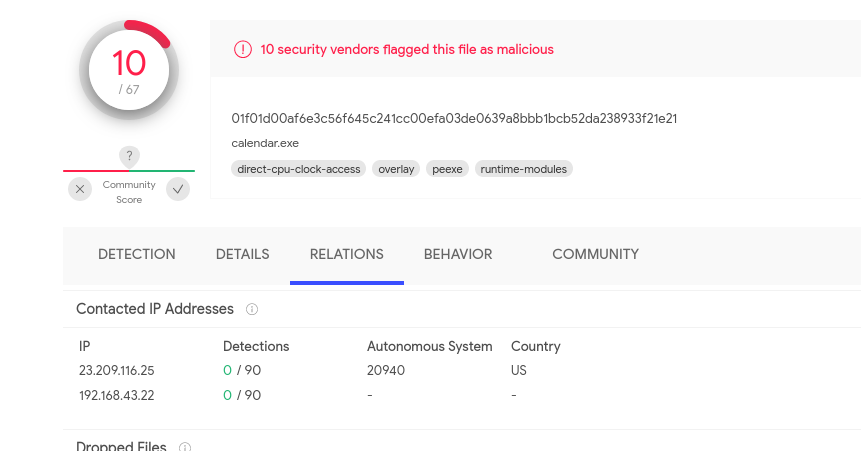 10
/ 67
?
Community
Score
10 security vendors flagged this file as malicious
01f01d00af6e3c56f645c241cc00efa03de0639a8bbb1bcb52da238933f21e21
calendar.exe
direct-cpu-clock-access overlay peexe runtime-modules
DETECTION DETAILS RELATIONS BEHAVIOR COMMUNITY
Contacted IP Addresses
IP Detections Autonomous System Country
23.209.116.25 0 / 90 20940 US
192.168.43.22 0 / 90 - -
Dropped Files